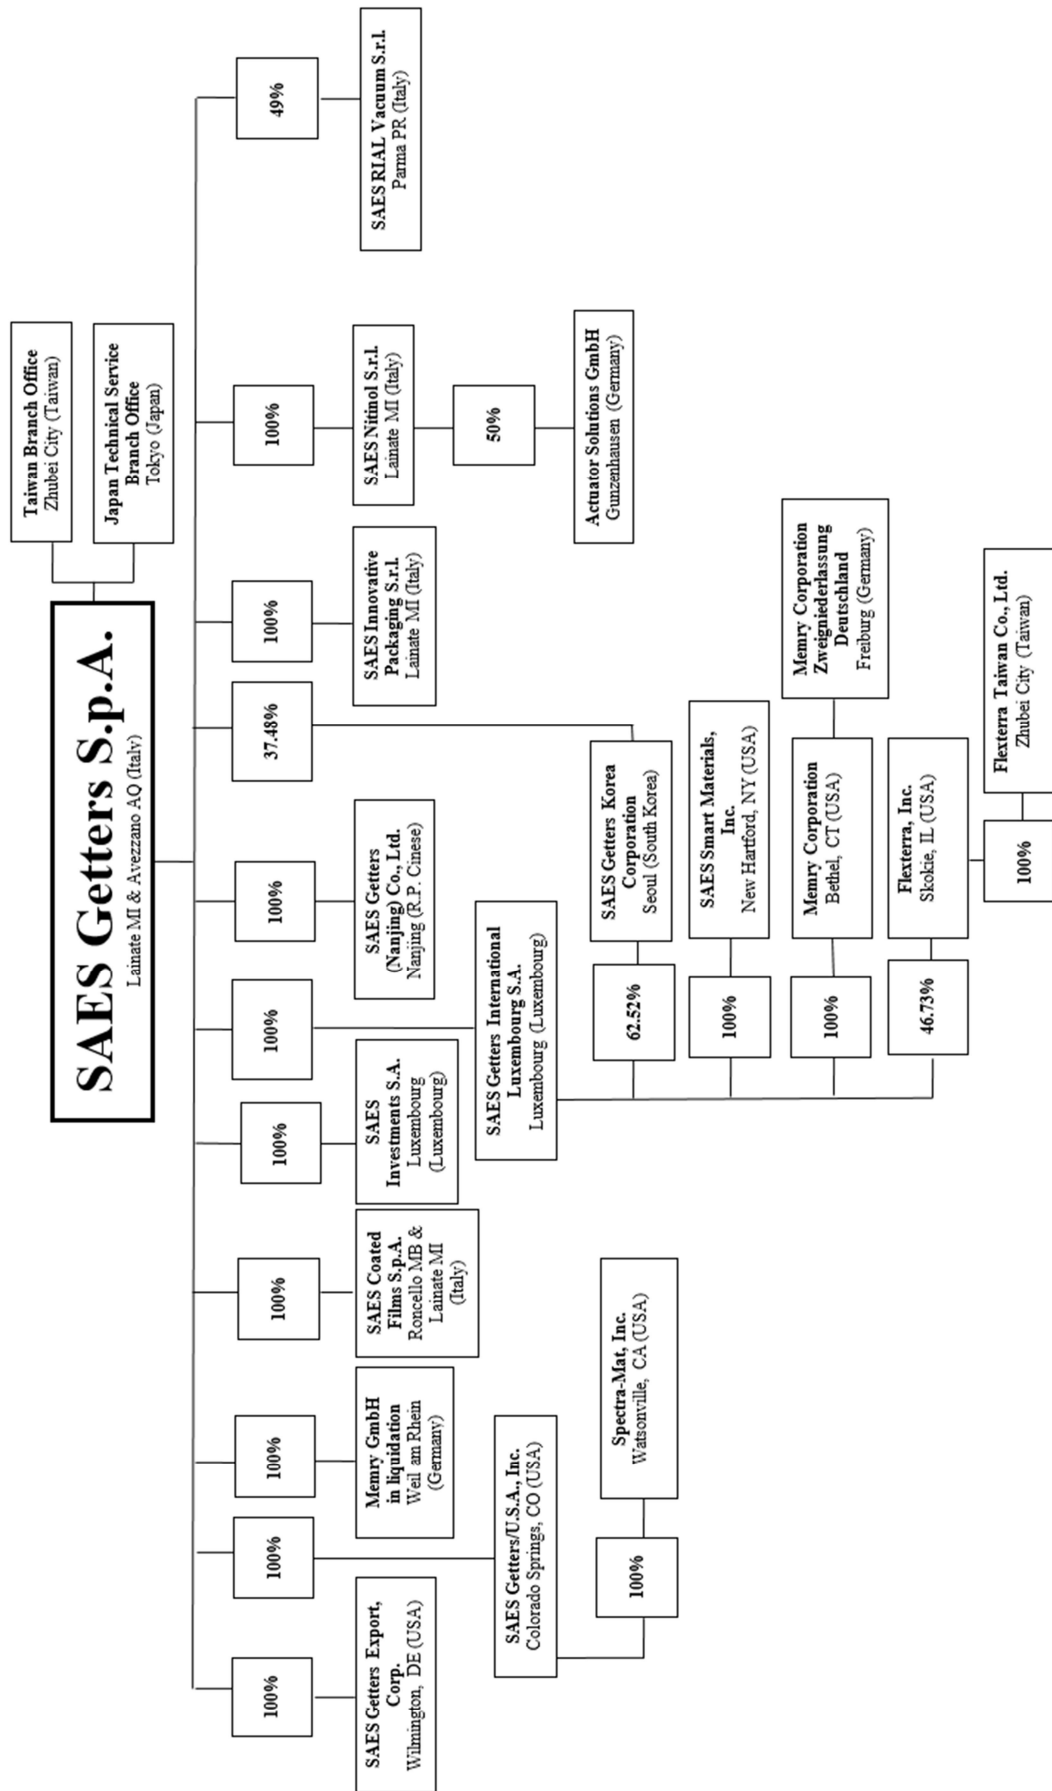 SAES Getters S.p.A.
Lainate MI & Avezzano AQ (Italy)
Taiwan Branch Office
Zhubei City (Taiwan)
Japan Technical Service
Branch Office
Tokyo (Japan)
100%
SAES Getters Export,
Corp.
Wilmington, DE (USA)
100%
SAES Getters/U.S.A., Inc.
Colorado Springs, CO (USA)
100%
Spectra-Mat, Inc.
Watsonville, CA (USA)
100%
Memry GmbH
in liquidation
Weil am Rhein
(Germany)
100%
SAES Coated
Films S.p.A.
Roncello MB &
Lainate MI
(Italy)
100%
SAES
Investments S.A.
Luxembourg
(Luxembourg)
100%
SAES Getters International
Luxembourg S.A.
Luxembourg (Luxembourg)
62.52%
SAES Getters Korea
Corporation
Seoul (South Korea)
100%
SAES Smart Materials,
Inc.
New Hartford, NY (USA)
100%
Memry Corporation
Bethel, CT (USA)
Memry Corporation
Zweigniederlassung
Deutschland
Freiburg (Germany)
46.73%
Flexterra, Inc.
Skokie, IL (USA)
100%
Flexterra Taiwan Co., Ltd.
Zhubei City (Taiwan)
100%
SAES Getters
(Nanjing) Co., Ltd.
Nanjing (R.P. Cinese)
37.48%
100%
SAES Innovative
Packaging S.r.l.
Lainate MI (Italy)
100%
SAES Nitinol S.r.l.
Lainate MI (Italy)
50%
Actuator Solutions GmbH
Gunzenhausen (Germany)
49%
SAES RIAL Vacuum S.r.l.
Parma PR (Italy)